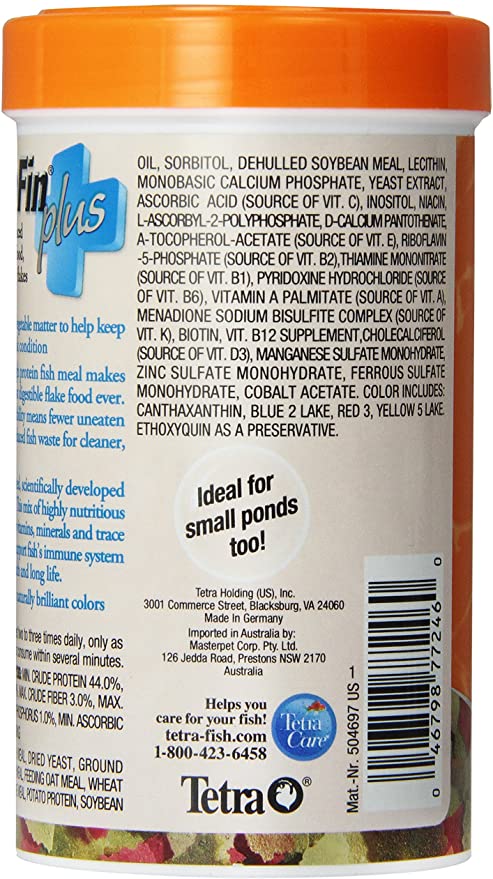 Fin®
plus
food,
flakes
vegetable matter to help keep
condition
protein fish meal makes
digestible flake food ever.
means fewer uneaten
fish waste for cleaner,
scientifically developed
mix of highly nutritious
vitamins, minerals and trace
support fish's immune system
and long life.
naturally brilliant colors
two to three times daily, only as
consume within several minutes.
MIN. CRUDE PROTEIN 44.0%,
MAX. CRUDE FIBER 3.0%, MAX.
PHOSPHORUS 1.0%, MIN. ASCORBIC
MEAL, DRIED YEAST, GROUND
FEEDING OAT MEAL, WHEAT
MEAL, POTATO PROTEIN, SOYBEAN
OIL, SORBITOL, DEHULLED SOYBEAN MEAL, LECITHIN,
MONOBASIC CALCIUM PHOSPHATE, YEAST EXTRACT,
ASCORBIC ACID (SOURCE OF VIT. C), INOSITOL, NIACIN,
L-ASCORBYL-2-POLYPHOSPHATE, D-CALCIUM PANTOTHENATE,
A-TOCOPHEROL-ACETATE (SOURCE OF VIT. E), RIBOFLAVIN
-5-PHOSPHATE (SOURCE OF VIT. B2),THIAMINE MONONITRATE
(SOURCE OF VIT. B1), PYRIDOXINE HYDROCHLORIDE (SOURCE
OF VIT. B6), VITAMIN A PALMITATE (SOURCE OF VIT. A),
MENADIONE SODIUM BISULFITE COMPLEX (SOURCE OF
VIT. K), BIOTIN, VIT. B12 SUPPLEMENT,CHOLECALCIFEROL
(SOURCE OF VIT. D3), MANGANESE SULFATE MONOHYDRATE,
ZINC SULFATE MONOHYDRATE, FERROUS SULFATE
MONOHYDRATE, COBALT ACETATE. COLOR INCLUDES:
CANTHAXANTHIN, BLUE 2 LAKE, RED 3, YELLOW 5 LAKE.
ETHOXYQUIN AS A PRESERVATIVE.
Ideal for
small ponds
too!
Tetra Holding (US), Inc.
3001 Commerce Street, Blacksburg, VA 24060
Made In Germany
Imported in Australia by:
Masterpet Corp. Pty. Ltd.
126 Jedda Road, Prestons NSW 2170
Australia
Helps you
care for your fish!
tetra-fish.com
1-800-423-6458
Tetra
Care®
Tetra®
Mat.-Nr. 504697 US -1
0 46798 77246 0